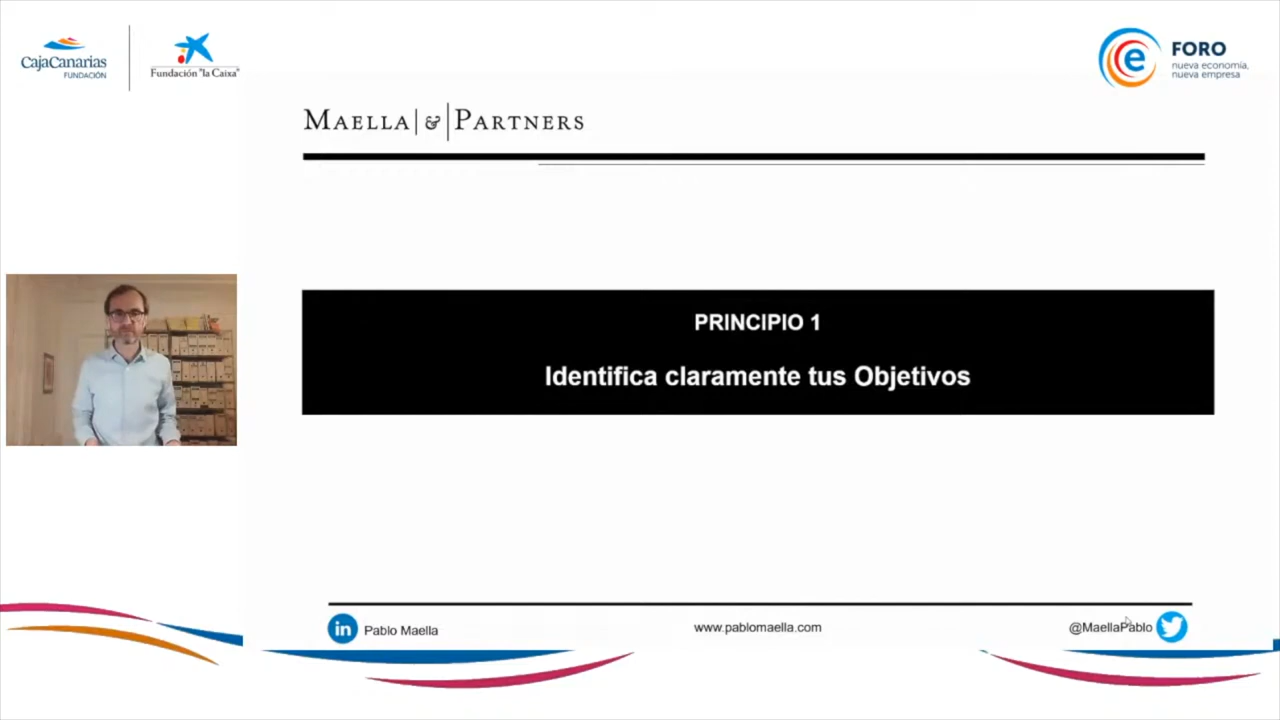 CajaCanarias
FUNDACIÓN
Fundación "la Caixa"
e
FORO
nueva economía,
nueva empresa
MAELLA & PARTNERS
PRINCIPIO 1
Identifica claramente tus Objetivos
in
Pablo Maella
www.pablomaella.com
@MaellaPablo